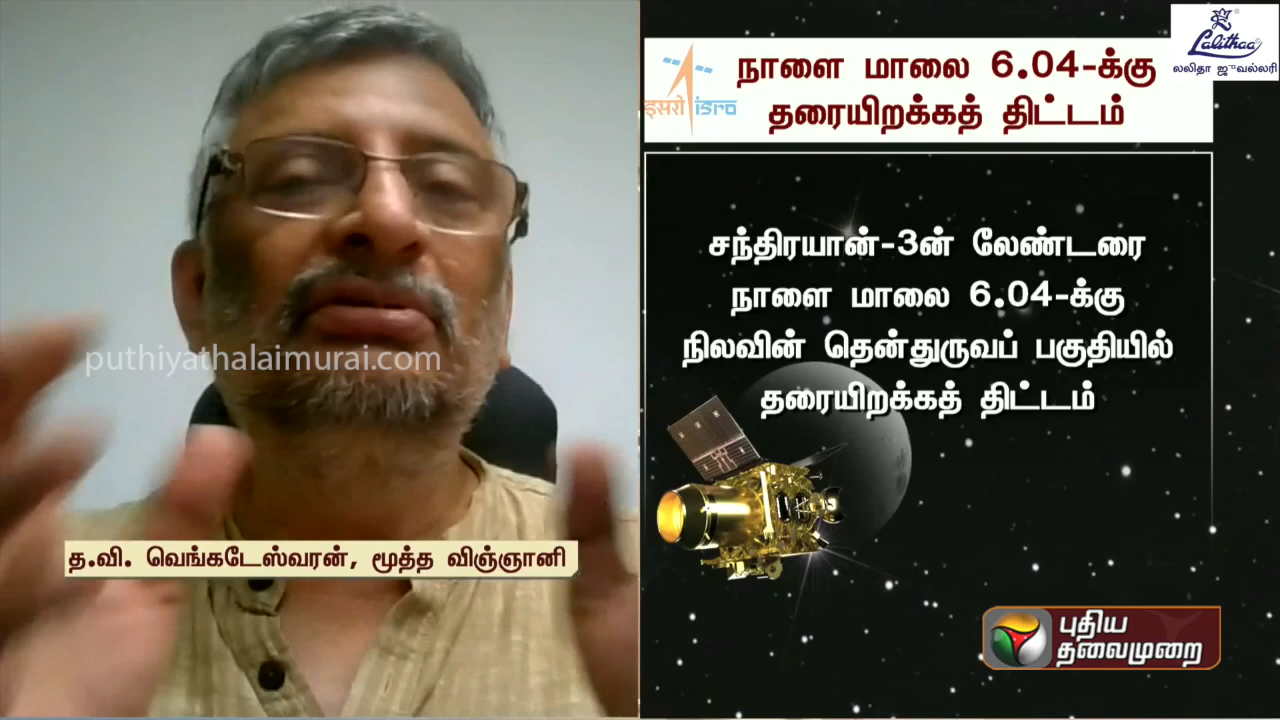 puthiyathalaimurai.com
த.வி. வெங்கடேஸ்வரன், மூத்த விஞ்ஞானி
इसरो isro
நாளை மாலை 6.04-க்கு
தரையிறக்கத் திட்டம்
Lalithaa
லலிதா ஜுவல்லரி
சந்திரயான்-3ன் லேண்டரை
நாளை மாலை 6.04-க்கு
நிலவின் தென்துருவப் பகுதியில்
தரையிறக்கத் திட்டம்
புதிய
தலைமுறை